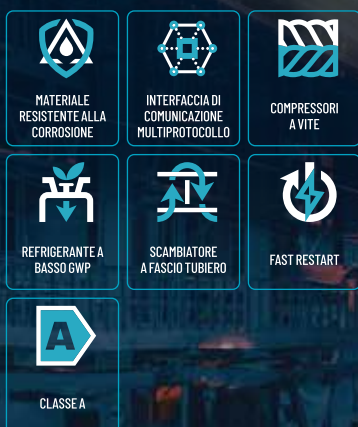 MATERIALE
RESISTENTE ALLA
CORROSIONE
INTERFACCIA DI
COMUNICAZIONE
MULTIPROTOCOLLO
COMPRESSORI
A VITE
REFRIGERANTE A
BASSO GWP
SCAMBIATORE
A FASCIO TUBIERO
FAST RESTART
A
CLASSE A